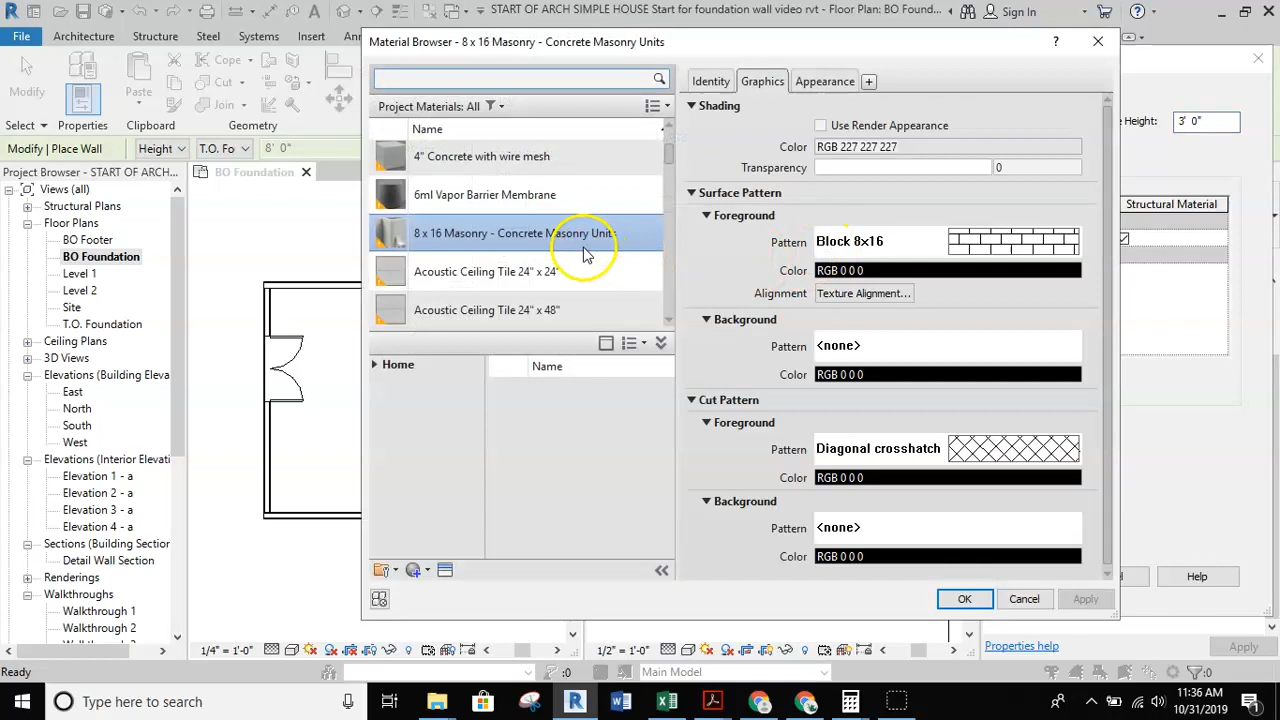 START OF ARCH SIMPLE HOUSE Start for foundation wall video rvt - Floor Plan: BO Found...
Sign In
File
Architecture
Structure
Steel
Systems
Insert
Modify
Paste
Cope
Cut
Join
Select
Properties
Clipboard
Geometry
Modify | Place Wall
Height
T.O. Fo
8' 0"
Project Browser - START OF ARCH...
BO Foundation
Views (all)
Structural Plans
Floor Plans
BO Footer
BO Foundation
Level 1
Level 2
Site
T.O. Foundation
Ceiling Plans
3D Views
Elevations (Building Eleva
East
North
South
West
Elevations (Interior Elevati
Elevation 1 - a
Elevation 2 - a
Elevation 3 - a
Elevation 4 - a
Sections (Building Section
Detail Wall Section
Renderings
Walkthroughs
Walkthrough 1
Walkthrough 2
Material Browser - 8 x 16 Masonry - Concrete Masonry Units
?
Project Materials: All
Name
4" Concrete with wire mesh
6ml Vapor Barrier Membrane
8 x 16 Masonry - Concrete Masonry Units
Acoustic Ceiling Tile 24" x 24"
Acoustic Ceiling Tile 24" x 48"
Home
Name
Identity
Graphics
Appearance
Shading
Use Render Appearance
Color
RGB 227 227 227
Transparency
0
Surface Pattern
Foreground
Pattern
Block 8x16
Color
RGB 0 0 0
Alignment
Texture Alignment...
Background
Pattern
<none>
Color
RGB 0 0 0
Cut Pattern
Foreground
Pattern
Diagonal crosshatch
Color
RGB 0 0 0
Background
Pattern
<none>
Color
RGB 0 0 0
OK
Cancel
Apply
Height:
3' 0"
Structural Material
Help
Properties help
Apply
1/4" = 1'-0"
1/2" = 1'-0"
Ready
:0
Main Model
:0
Type here to search
11:36 AM
10/31/2019